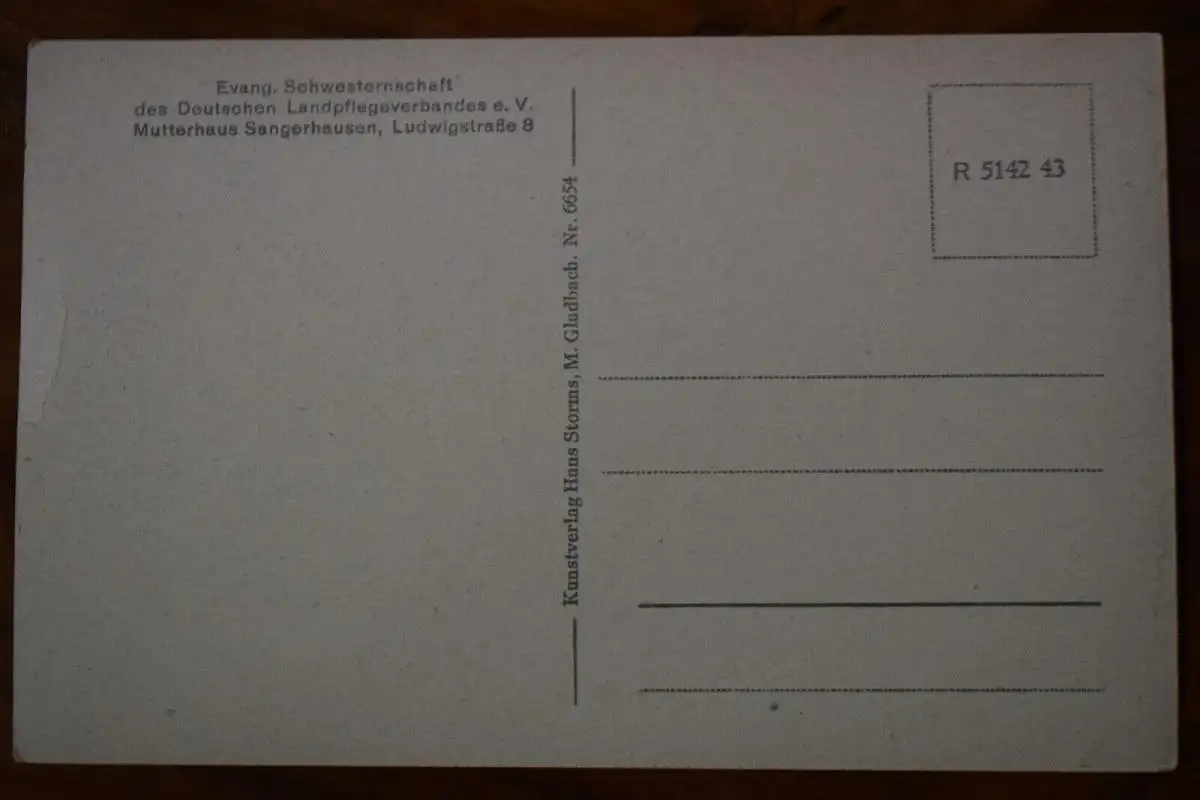 Evang. Schwesternschaft
des Deutschen Landpflegeverbandes e. V.
Mutterhaus Sangerhausen, Ludwigstraße 8
Kunstverlag Hans Storms, M. Gladbach. Nr. 6654
R 5142 43